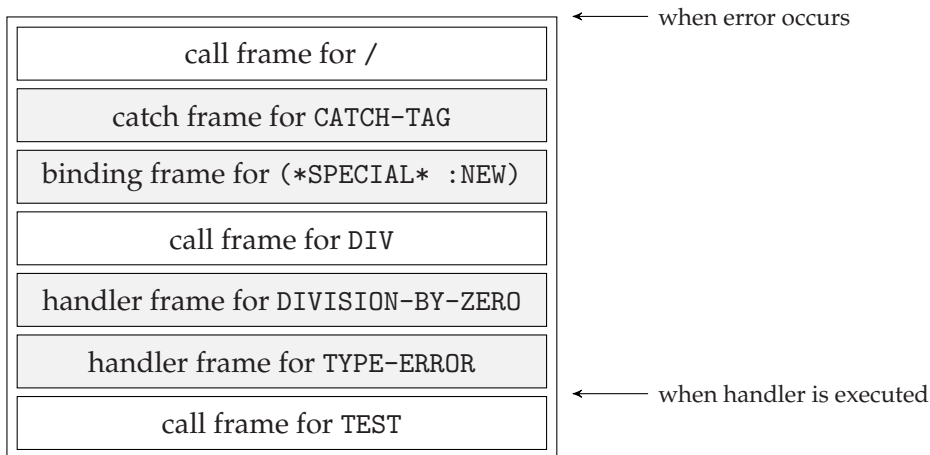 when error occurs
call frame for /
catch frame for CATCH-TAG
binding frame for (*SPECIAL* :NEW)
call frame for DIV
handler frame for DIVISION-BY-ZERO
handler frame for TYPE-ERROR
when handler is executed
call frame for TEST